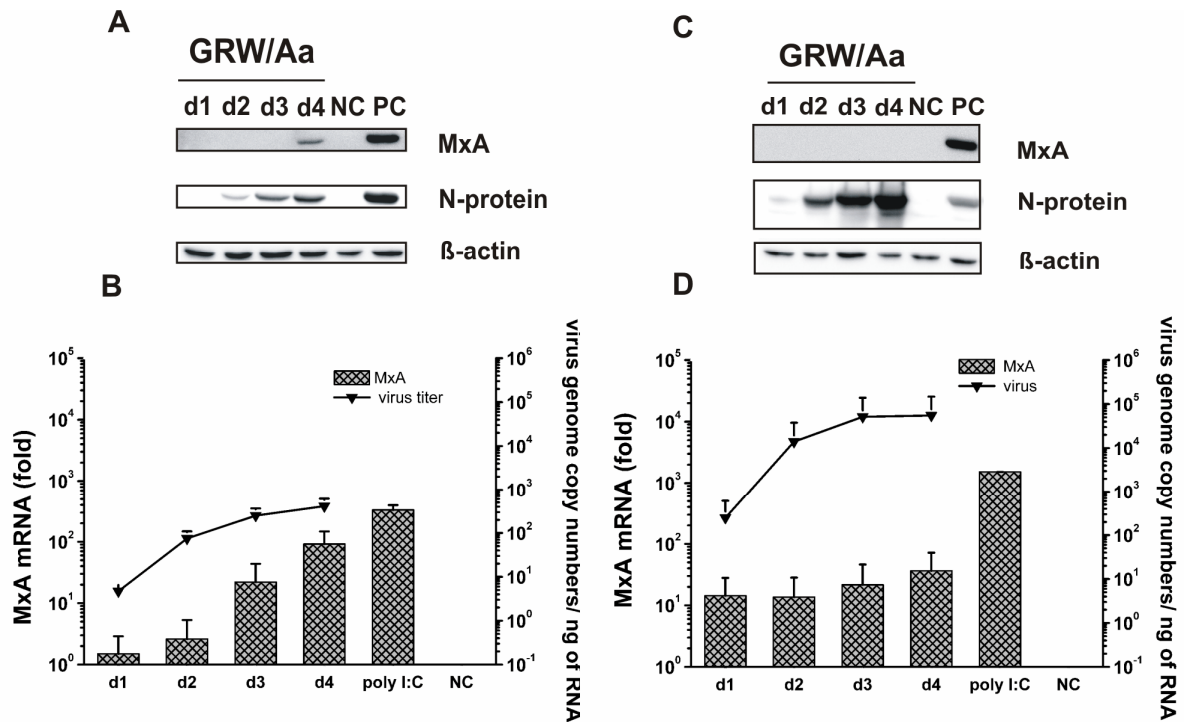 A
GRW/Aa
d1 d2 d3 d4 NC PC
MxA
N-protein
ß-actin
B
MxA mRNA (fold)
10^5
10^4
10^3
10^2
10^1
10^0
MxA
virus titer
10^6
10^5
10^4
10^3
10^2
10^1
10^0
10^-1
virus genome copy numbers/ ng of RNA
d1 d2 d3 d4 poly I:C NC
C
GRW/Aa
d1 d2 d3 d4 NC PC
MxA
N-protein
ß-actin
D
MxA mRNA (fold)
10^5
10^4
10^3
10^2
10^1
10^0
MxA
virus
10^6
10^5
10^4
10^3
10^2
10^1
10^0
10^-1
virus genome copy numbers/ ng of RNA
d1 d2 d3 d4 poly I:C NC